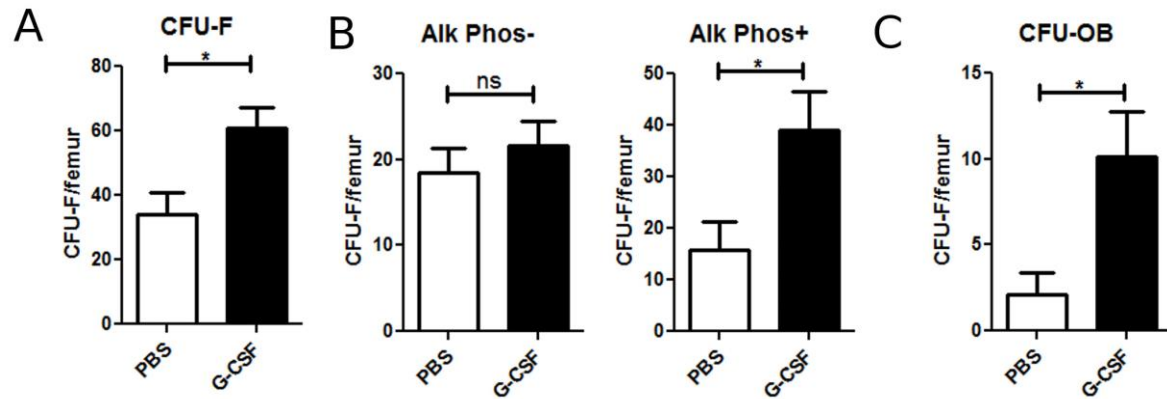 A
CFU-F
CFU-F/femur
80
60
40
20
0
*
PBS
G-CSF
B
Alk Phos-
CFU-F/femur
30
20
10
0
ns
PBS
G-CSF
Alk Phos+
CFU-F/femur
50
40
30
20
10
0
*
PBS
G-CSF
C
CFU-OB
CFU-F/femur
15
10
5
0
*
PBS
G-CSF